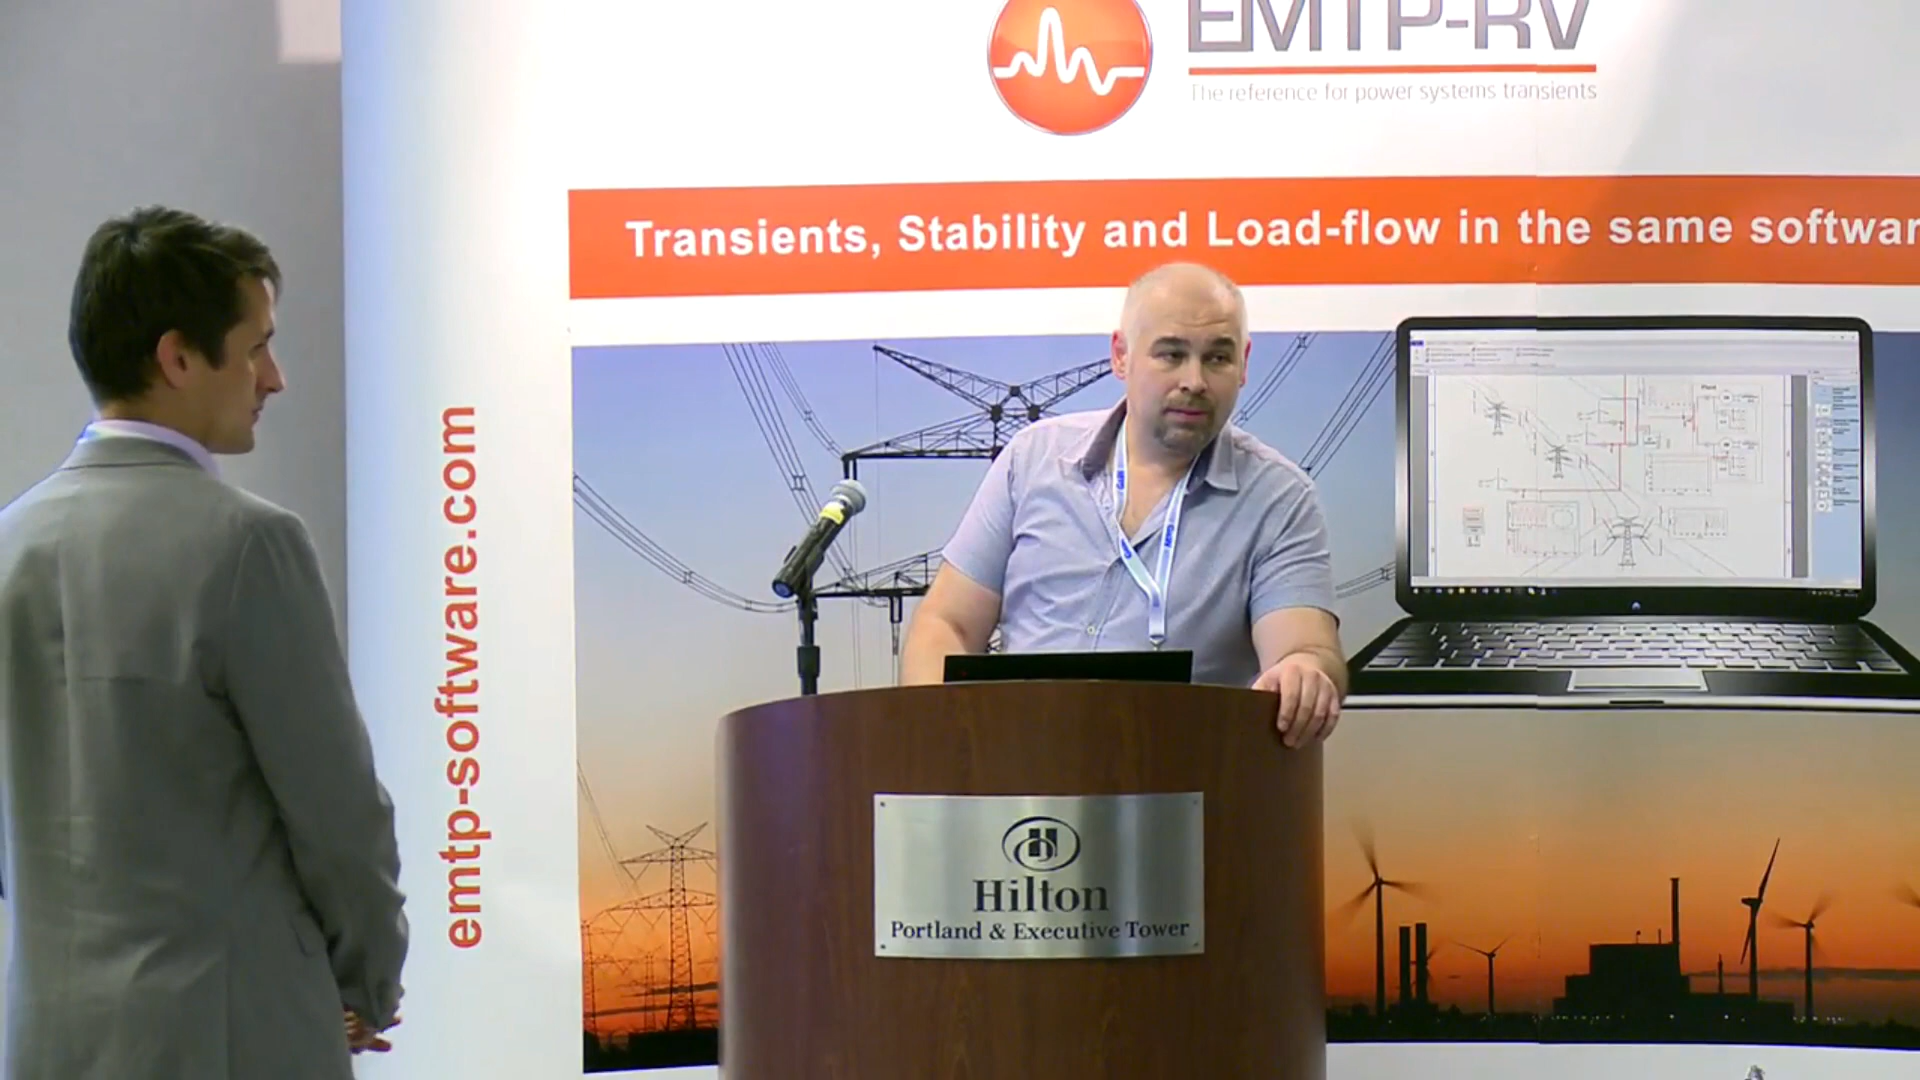 EMTP-RV
The reference for power systems transients
Transients, Stability and Load-flow in the same softwar
emtp-software.com
Hilton
Portland & Executive Tower